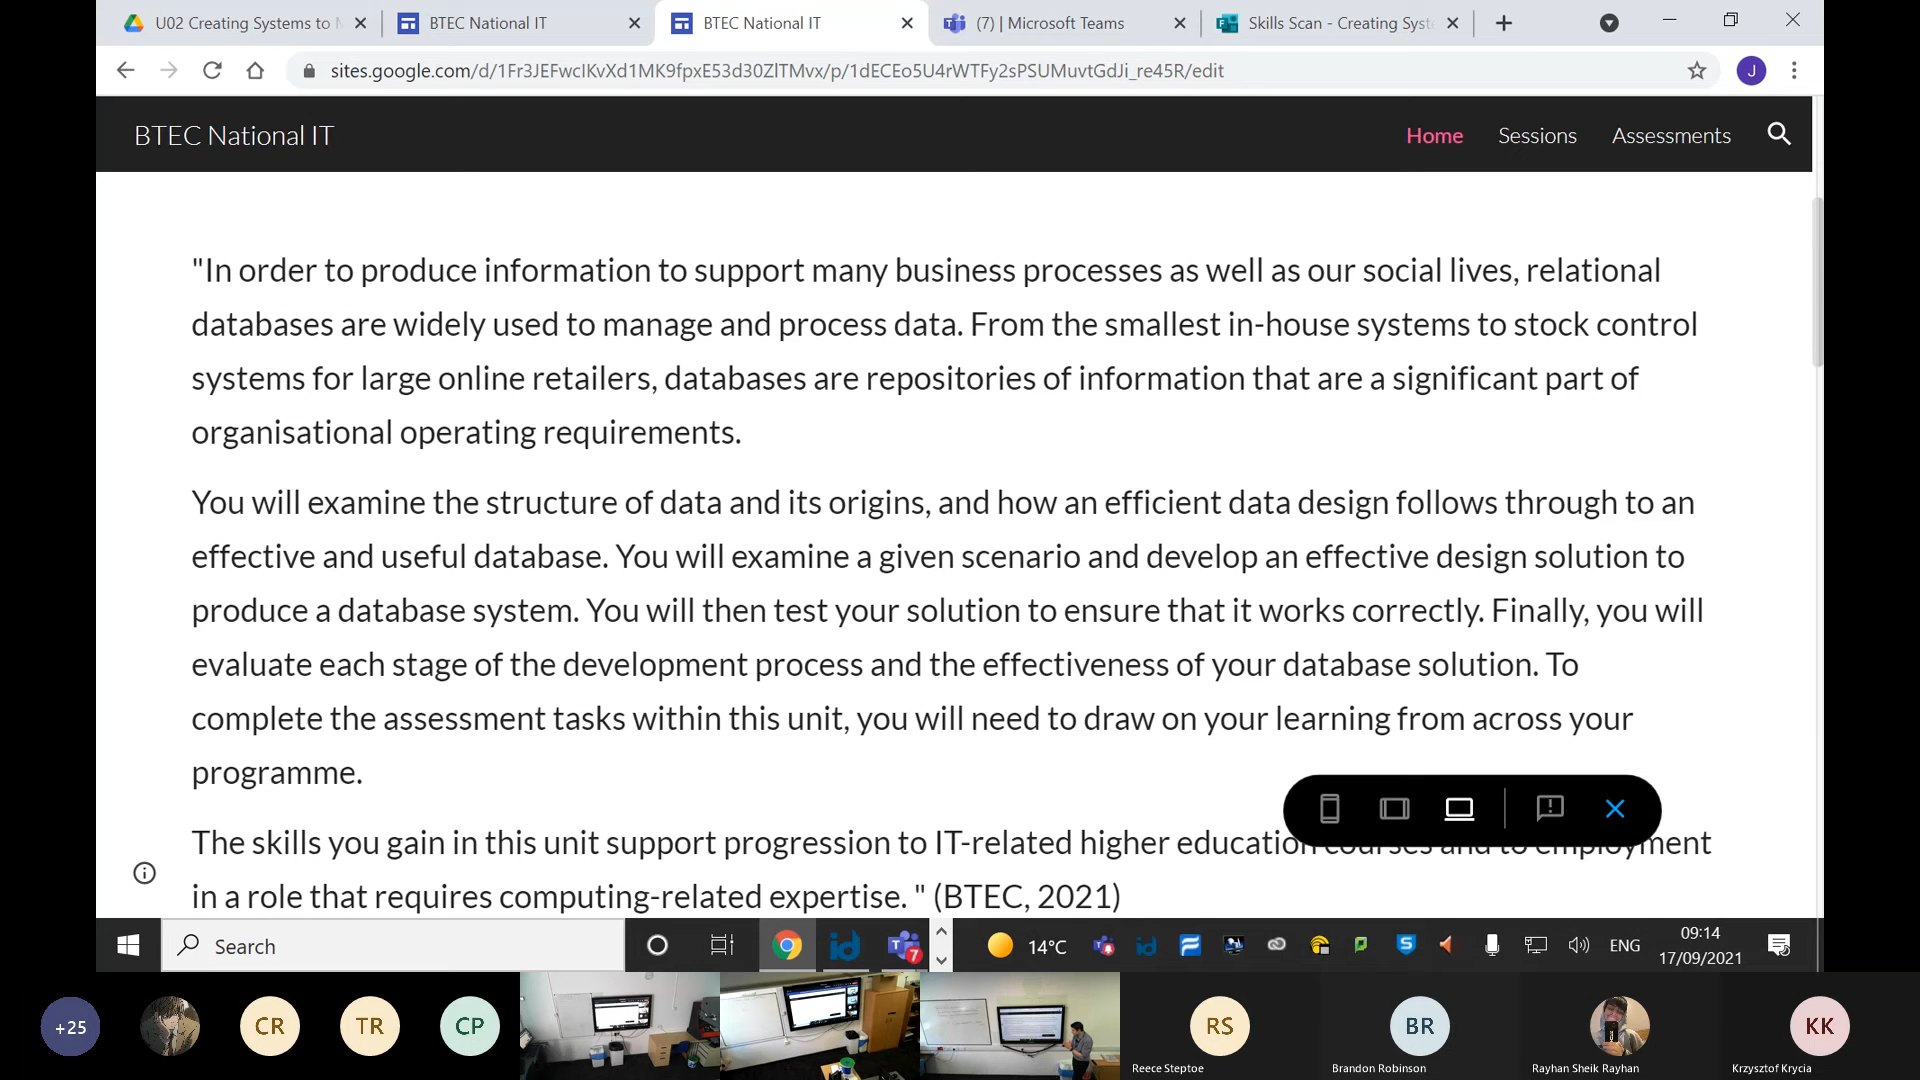 U02 Creating Systems to
BTEC National IT
BTEC National IT
(7) | Microsoft Teams
Skills Scan - Creating Syst
sites.google.com/d/1Fr3JEFwcIKvXd1MK9fpxE53d30ZlTMvx/p/1dECEo5U4rWTFy2sPSUMuvtGdJi_re45R/edit
J
BTEC National IT
Home
Sessions
Assessments
"In order to produce information to support many business processes as well as our social lives, relational
databases are widely used to manage and process data. From the smallest in-house systems to stock control
systems for large online retailers, databases are repositories of information that are a significant part of
organisational operating requirements.
You will examine the structure of data and its origins, and how an efficient data design follows through to an
effective and useful database. You will examine a given scenario and develop an effective design solution to
produce a database system. You will then test your solution to ensure that it works correctly. Finally, you will
evaluate each stage of the development process and the effectiveness of your database solution. To
complete the assessment tasks within this unit, you will need to draw on your learning from across your
programme.
The skills you gain in this unit support progression to IT-related higher education courses and to employment
in a role that requires computing-related expertise. " (BTEC, 2021)
Search
7
14°C
ENG
09:14
17/09/2021
+25
CR
TR
CP
RS
Reece Steptoe
BR
Brandon Robinson
Rayhan Sheik Rayhan
KK
Krzysztof Krycia